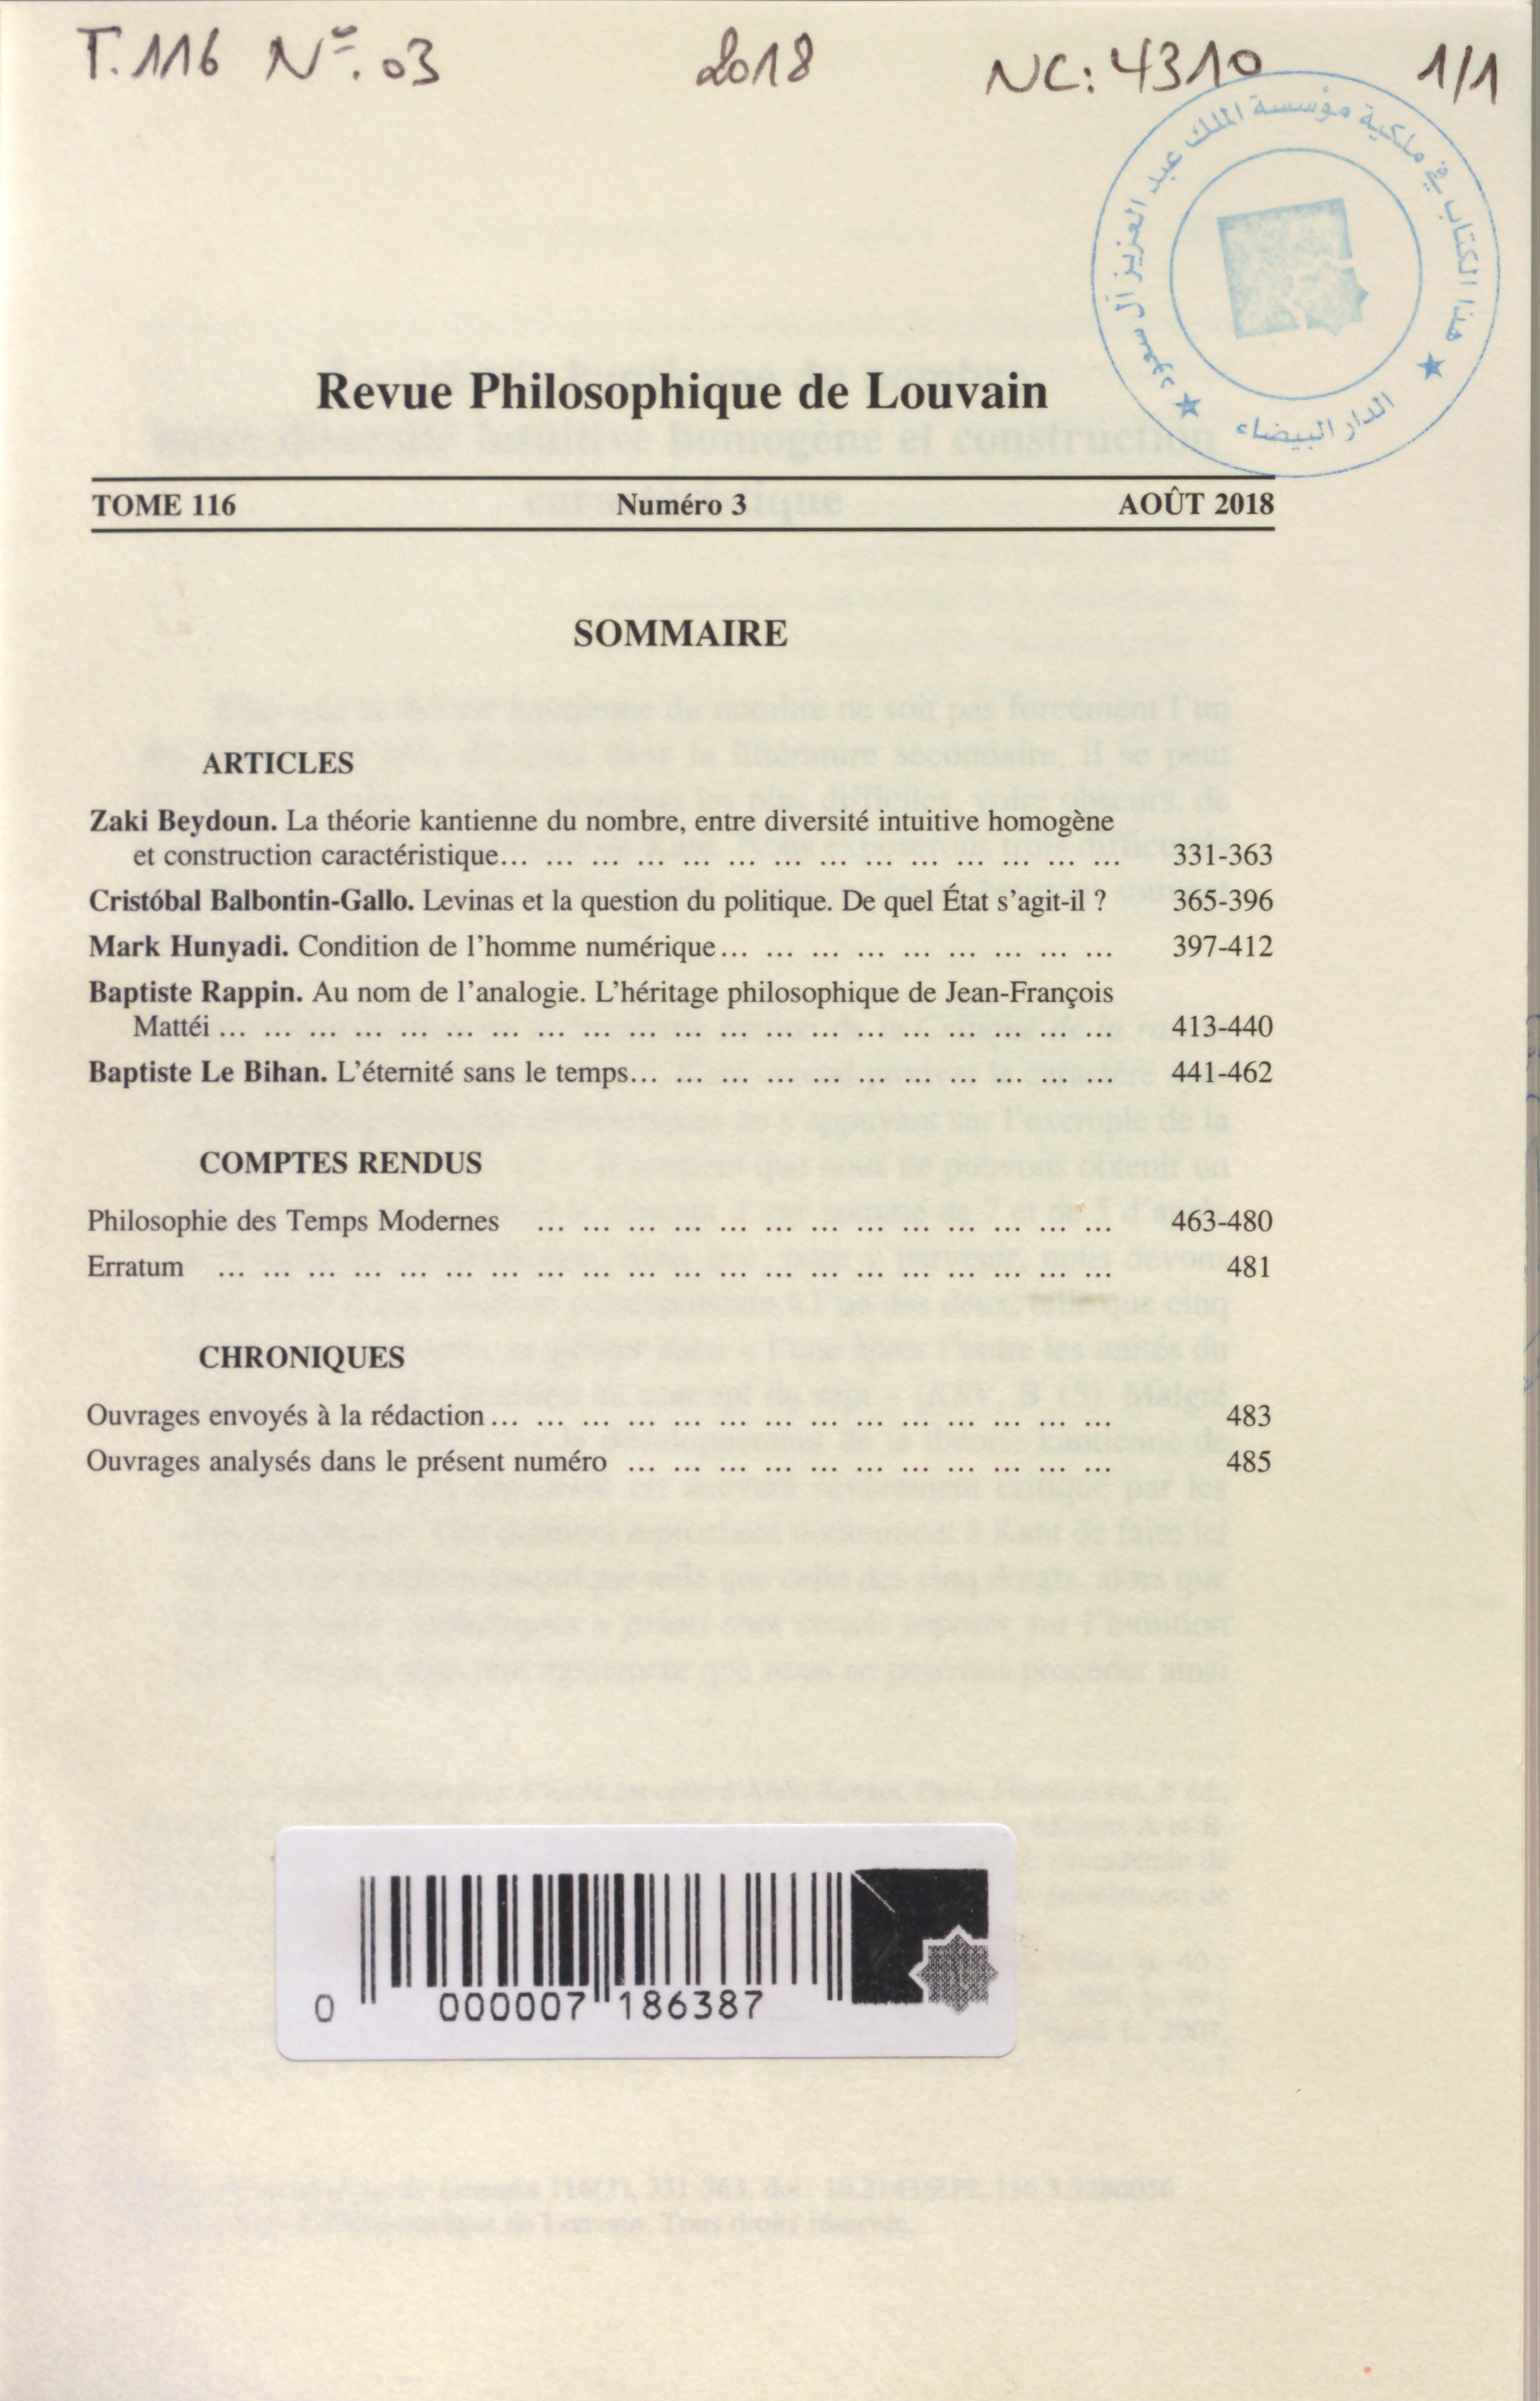 T.116 N°.03 2018 NC: 4310 1/1
هذا الكتاب في ملكية مؤسسة الملك عبد العزيز آل سعود
الدار البيضاء
Revue Philosophique de Louvain
TOME 116 Numéro 3 AOÛT 2018
SOMMAIRE
ARTICLES
Zaki Beydoun. La théorie kantienne du nombre, entre diversité intuitive homogène
et construction caractéristique... ... ... ... ... ... ... ... ... ... ... ... ... ... 331-363
Cristóbal Balbontin-Gallo. Levinas et la question du politique. De quel État s'agit-il ? 365-396
Mark Hunyadi. Condition de l'homme numérique... ... ... ... ... ... ... ... ... 397-412
Baptiste Rappin. Au nom de l'analogie. L'héritage philosophique de Jean-François
Mattéi ... ... ... ... ... ... ... ... ... ... ... ... ... ... ... ... ... ... ... ... 413-440
Baptiste Le Bihan. L'éternité sans le temps... ... ... ... ... ... ... ... ... ... ... 441-462
COMPTES RENDUS
Philosophie des Temps Modernes ... ... ... ... ... ... ... ... ... ... ... ... ... 463-480
Erratum ... ... ... ... ... ... ... ... ... ... ... ... ... ... ... ... ... ... ... ... 481
CHRONIQUES
Ouvrages envoyés à la rédaction ... ... ... ... ... ... ... ... ... ... ... ... ... ... 483
Ouvrages analysés dans le présent numéro ... ... ... ... ... ... ... ... ... ... ... 485
0 000007 186387